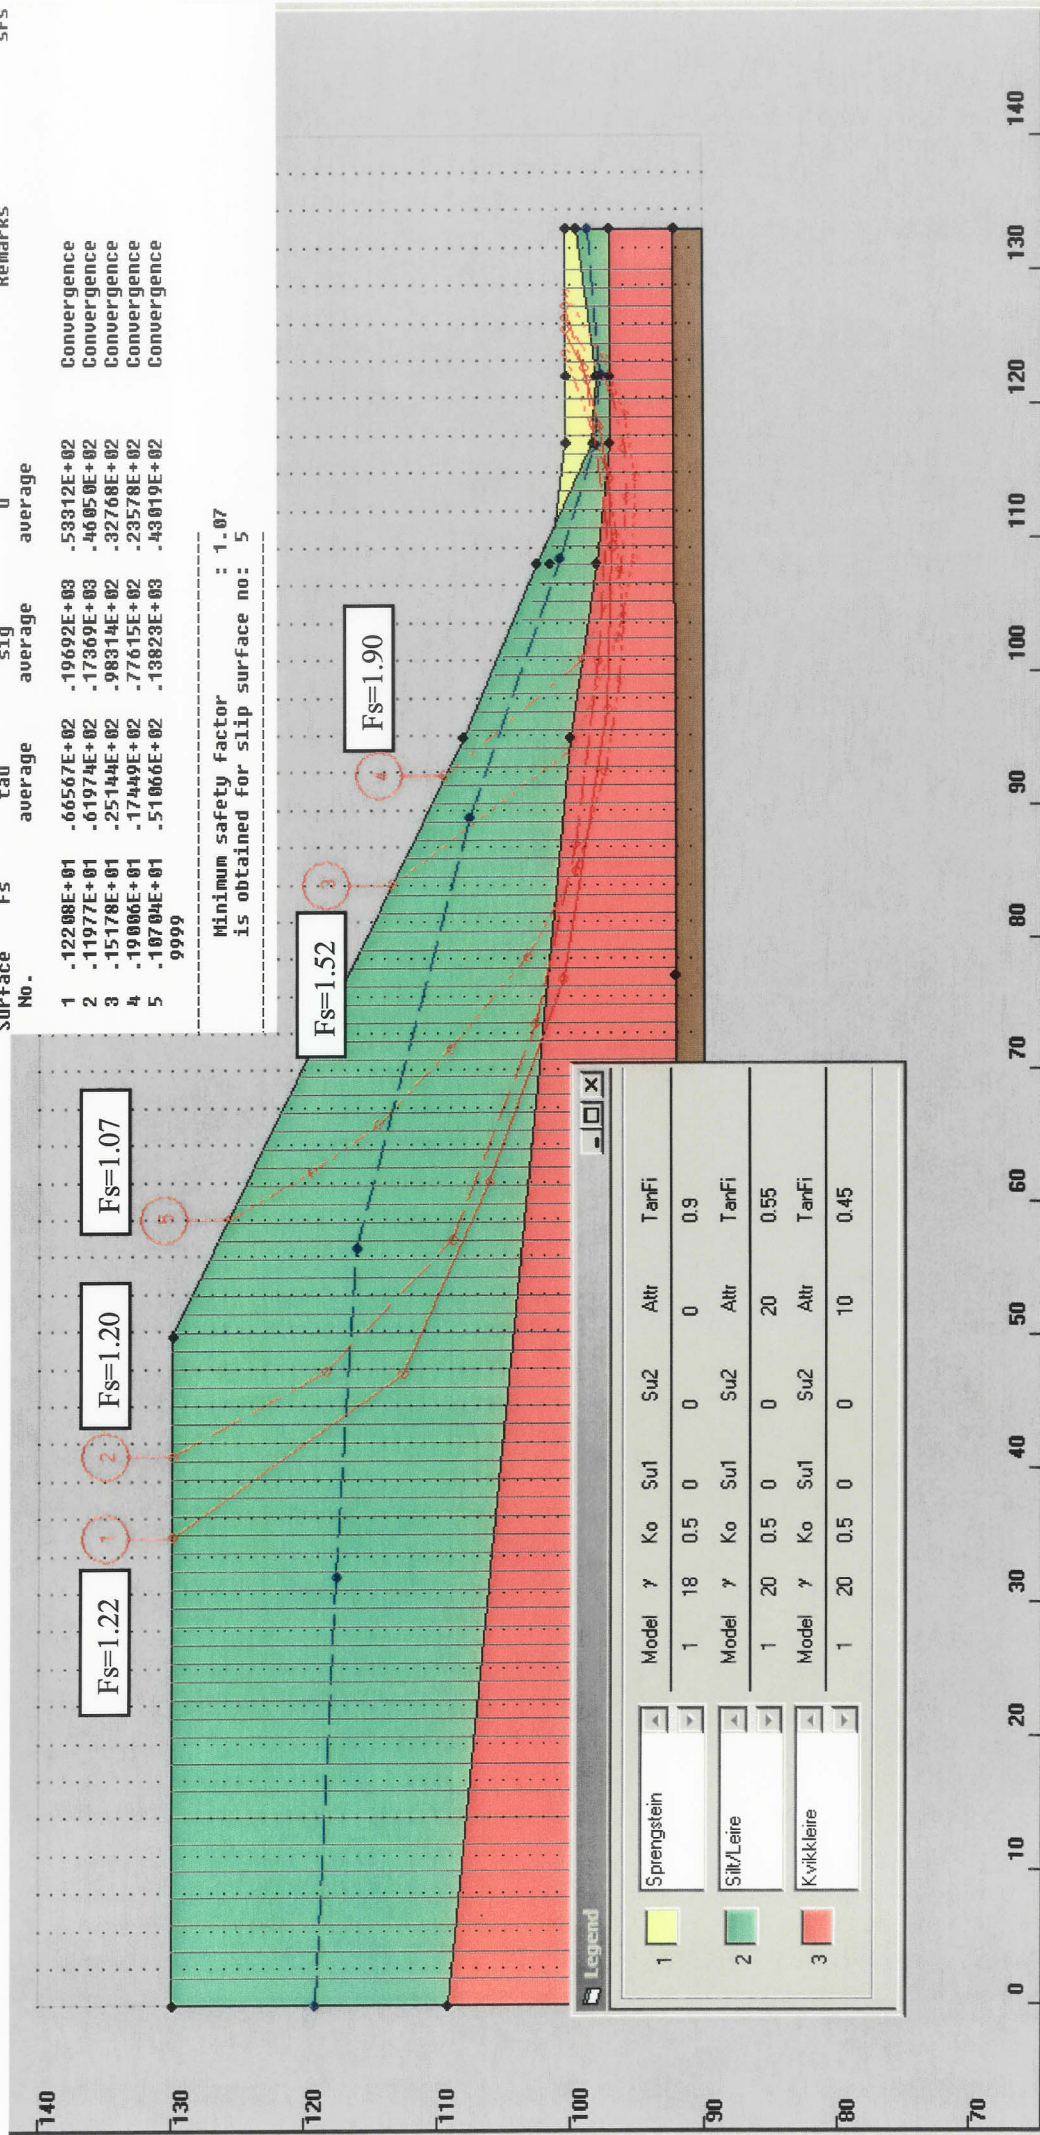 Surface Fs tau sig u Remarks srs
No. average average average
1 .12208E+01 .66567E+02 .19692E+03 .53312E+02 Convergence
2 .11977E+01 .61974E+02 .17369E+03 .46050E+02 Convergence
3 .15178E+01 .25144E+02 .98314E+02 .32768E+02 Convergence
4 .19006E+01 .17449E+02 .77615E+02 .23578E+02 Convergence
5 .10704E+01 .51066E+02 .13823E+03 .43019E+02 Convergence
9999
Minimum safety factor : 1.07
is obtained for slip surface no: 5
140
130
120
110
100
90
80
70
Fs=1.22
Fs=1.20
Fs=1.07
Fs=1.52
Fs=1.90
1
2
5
3
4
Legend
Model γ Ko Su1 Su2 Attr TanFi
1 Sprengstein 1 18 0.5 0 0 0 0.9
Model γ Ko Su1 Su2 Attr TanFi
2 Silt/Leire 1 20 0.5 0 0 20 0.55
Model γ Ko Su1 Su2 Attr TanFi
3 Kvikkleire 1 20 0.5 0 0 10 0.45
0 10 20 30 40 50 60 70 80 90 100 110 120 130 140